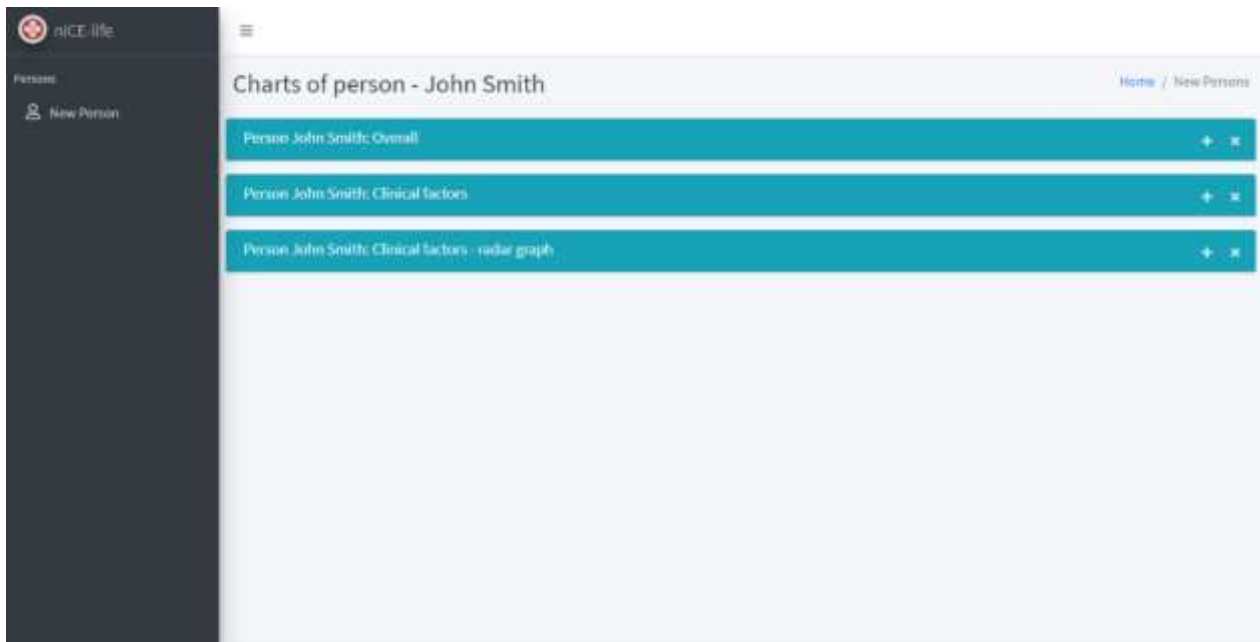 nICE-life
Persons
New Person
Charts of person - John Smith
Home / New Persons
Person John Smith: Overall
Person John Smith: Clinical factors
Person John Smith: Clinical factors - radar graph